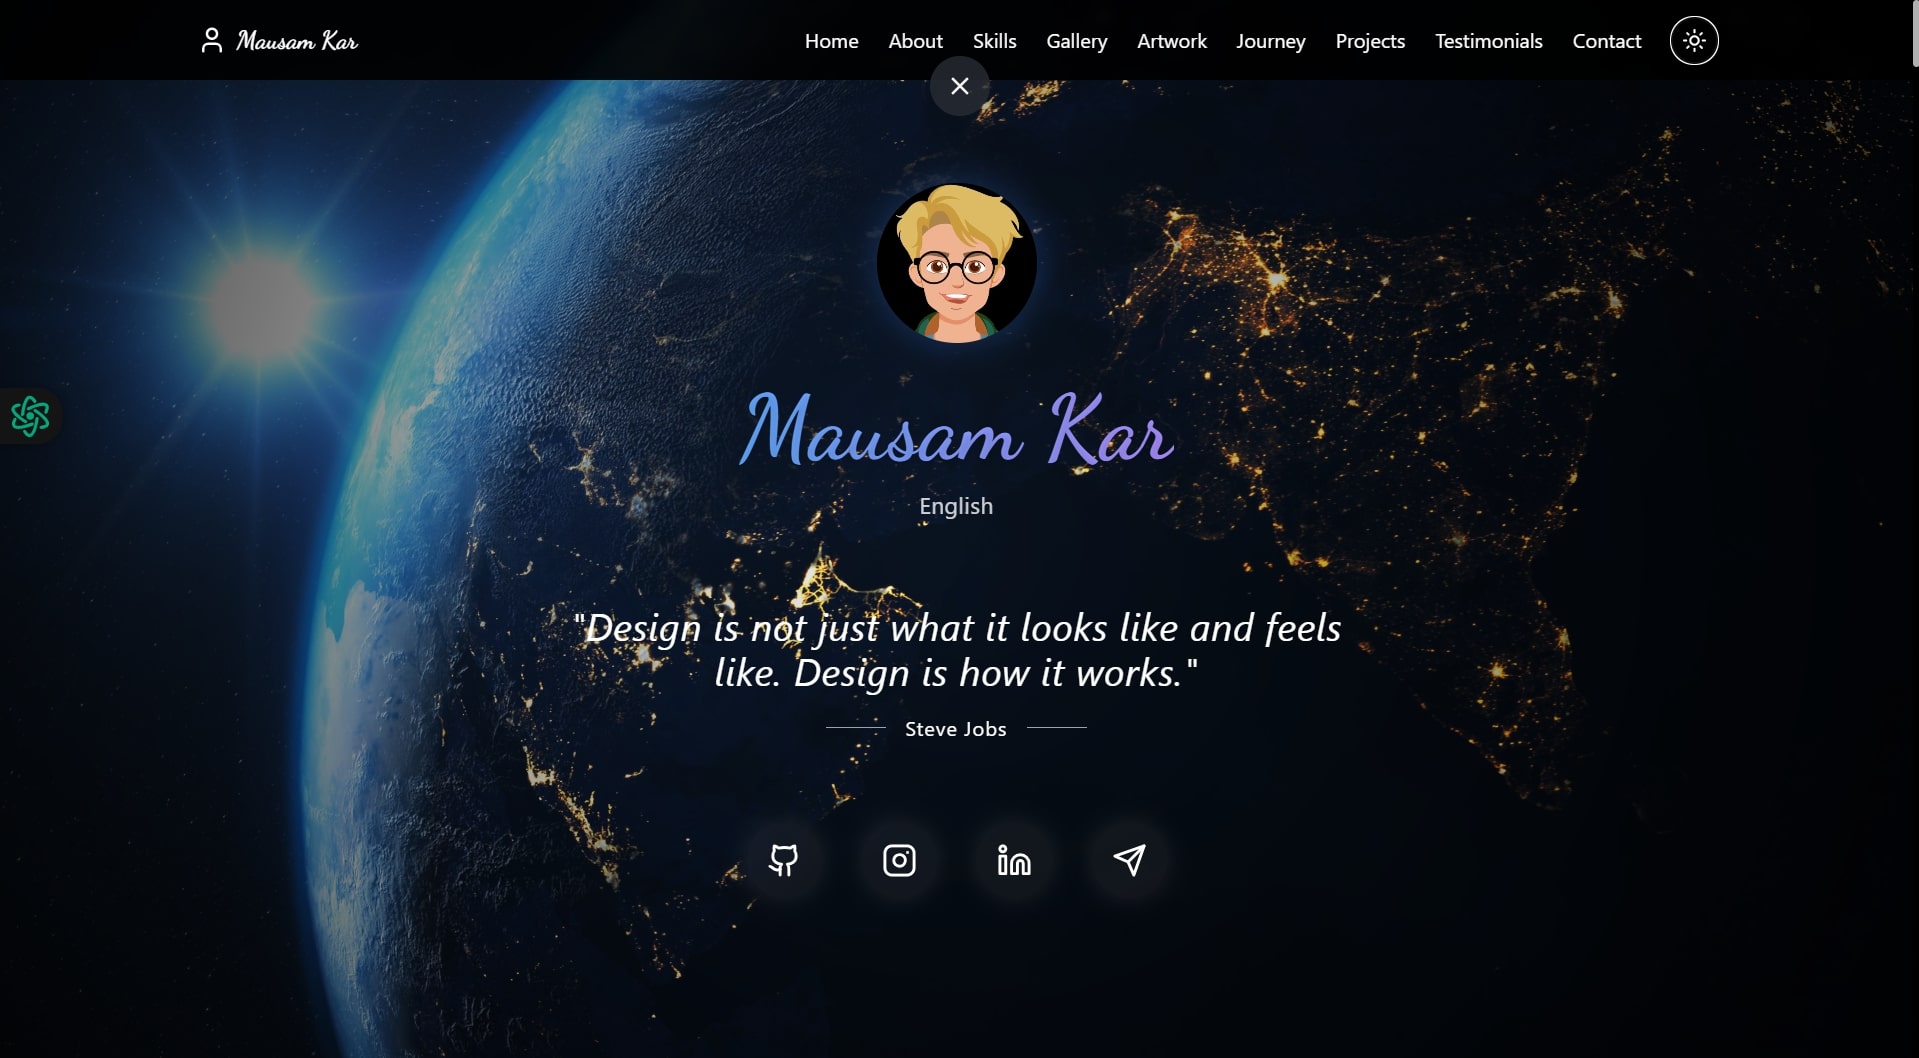 Mausam Kar
Home About Skills Gallery Artwork Journey Projects Testimonials Contact
Mausam Kar
English
"Design is not just what it looks like and feels
like. Design is how it works."
Steve Jobs